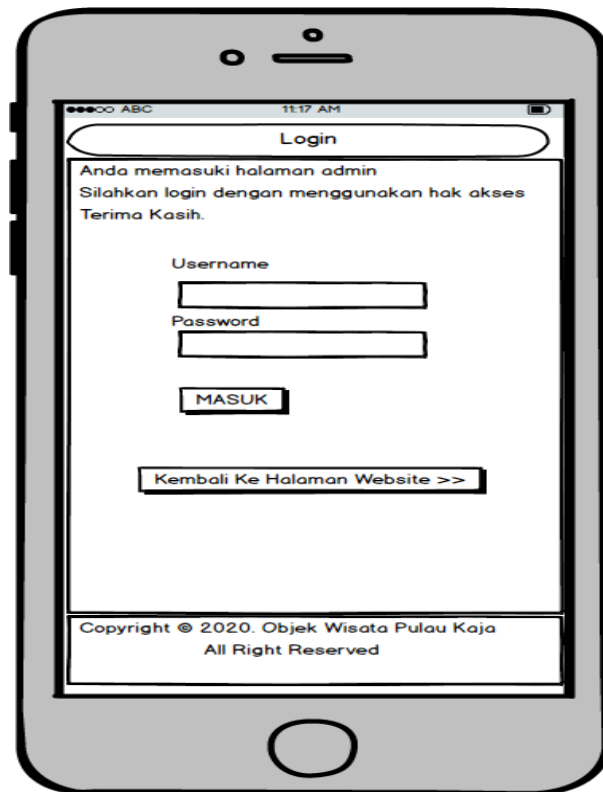 ABC 11:17 AM
Login
Anda memasuki halaman admin
Silahkan login dengan menggunakan hak akses
Terima Kasih.
Username
Password
MASUK
Kembali Ke Halaman Website >>
Copyright © 2020. Objek Wisata Pulau Kaja
All Right Reserved